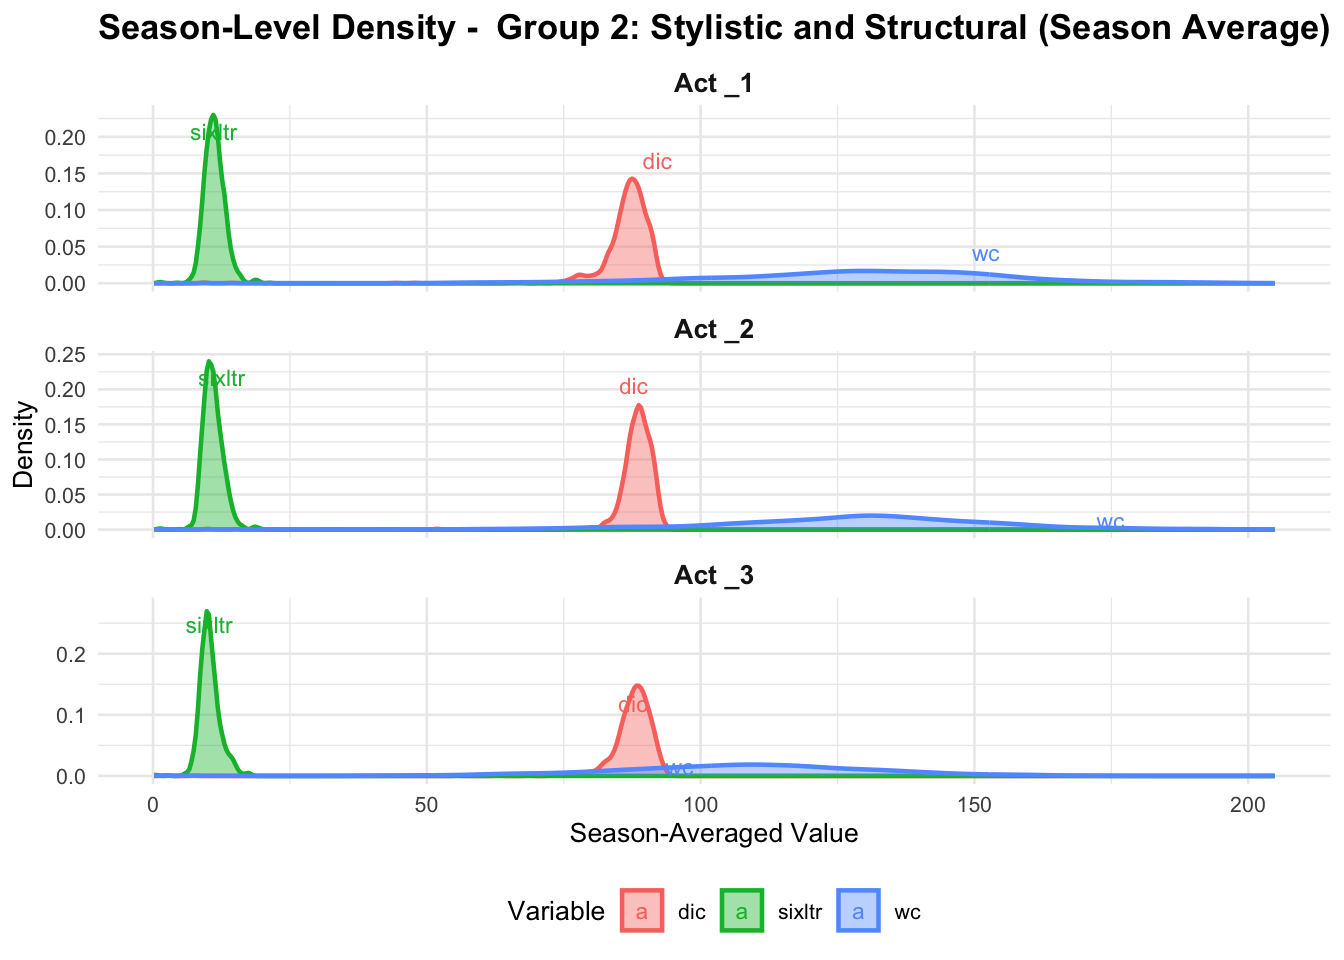 Season-Level Density -  Group 2: Stylistic and Structural (Season Average)
Act _1
0.20
0.15
0.10
0.05
0.00
sixltr
dic
wc
Act _2
0.25
0.20
0.15
0.10
0.05
0.00
sixltr
dic
wc
Density
Act _3
0.2
0.1
0.0
sixltr
dic
wc
0 50 100 150 200
Season-Averaged Value
Variable a dic a sixltr a wc